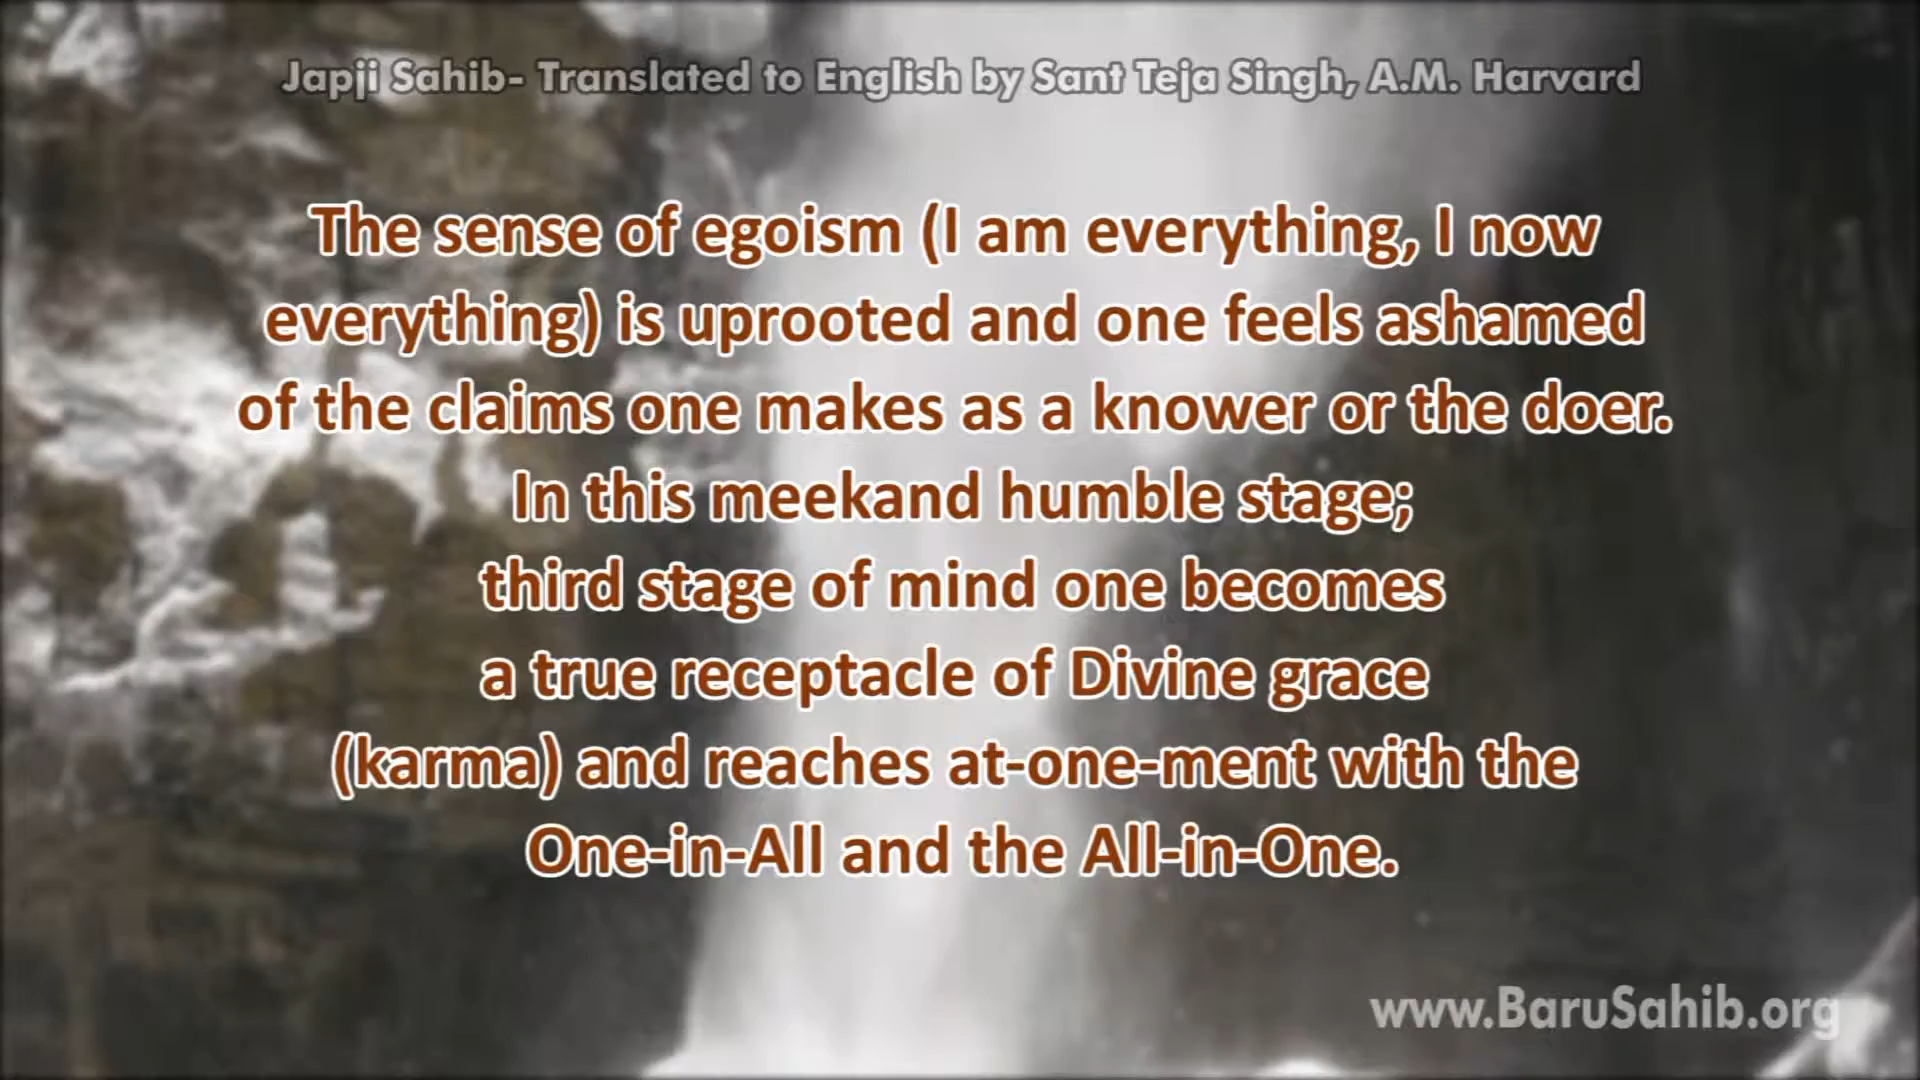 Japji Sahib- Translated to English by Sant Teja Singh, A.M. Harvard
The sense of egoism (I am everything, I now
everything) is uprooted and one feels ashamed
of the claims one makes as a knower or the doer.
In this meekand humble stage;
third stage of mind one becomes
a true receptacle of Divine grace
(karma) and reaches at-one-ment with the
One-in-All and the All-in-One.
www.BaruSahib.org